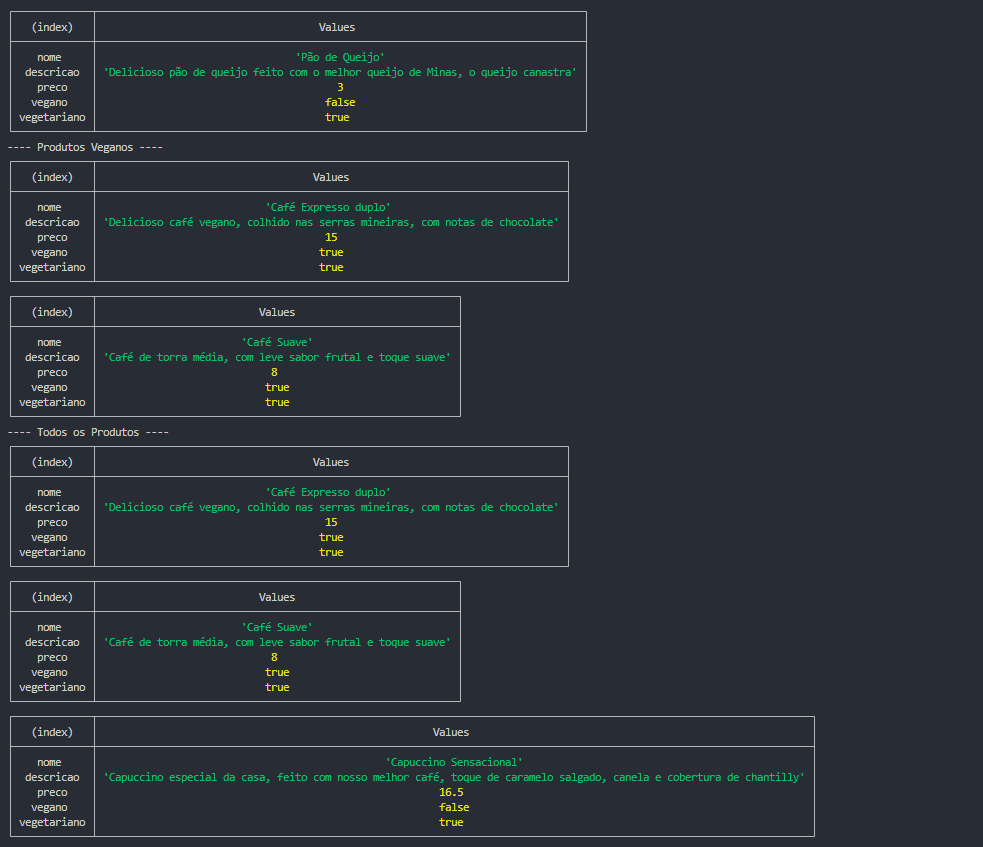 (index) Values
nome 'Pão de Queijo'
descricao 'Delicioso pão de queijo feito com o melhor queijo de Minas, o queijo canastra'
preco 3
vegano false
vegetariano true
---- Produtos Veganos ----
(index) Values
nome 'Café Expresso duplo'
descricao 'Delicioso café vegano, colhido nas serras mineiras, com notas de chocolate'
preco 15
vegano true
vegetariano true
(index) Values
nome 'Café Suave'
descricao 'Café de torra média, com leve sabor frutal e toque suave'
preco 8
vegano true
vegetariano true
---- Todos os Produtos ----
(index) Values
nome 'Café Expresso duplo'
descricao 'Delicioso café vegano, colhido nas serras mineiras, com notas de chocolate'
preco 15
vegano true
vegetariano true
(index) Values
nome 'Café Suave'
descricao 'Café de torra média, com leve sabor frutal e toque suave'
preco 8
vegano true
vegetariano true
(index) Values
nome 'Capuccino Sensacional'
descricao 'Capuccino especial da casa, feito com nosso melhor café, toque de caramelo salgado, canela e cobertura de chantilly'
preco 16.5
vegano false
vegetariano true